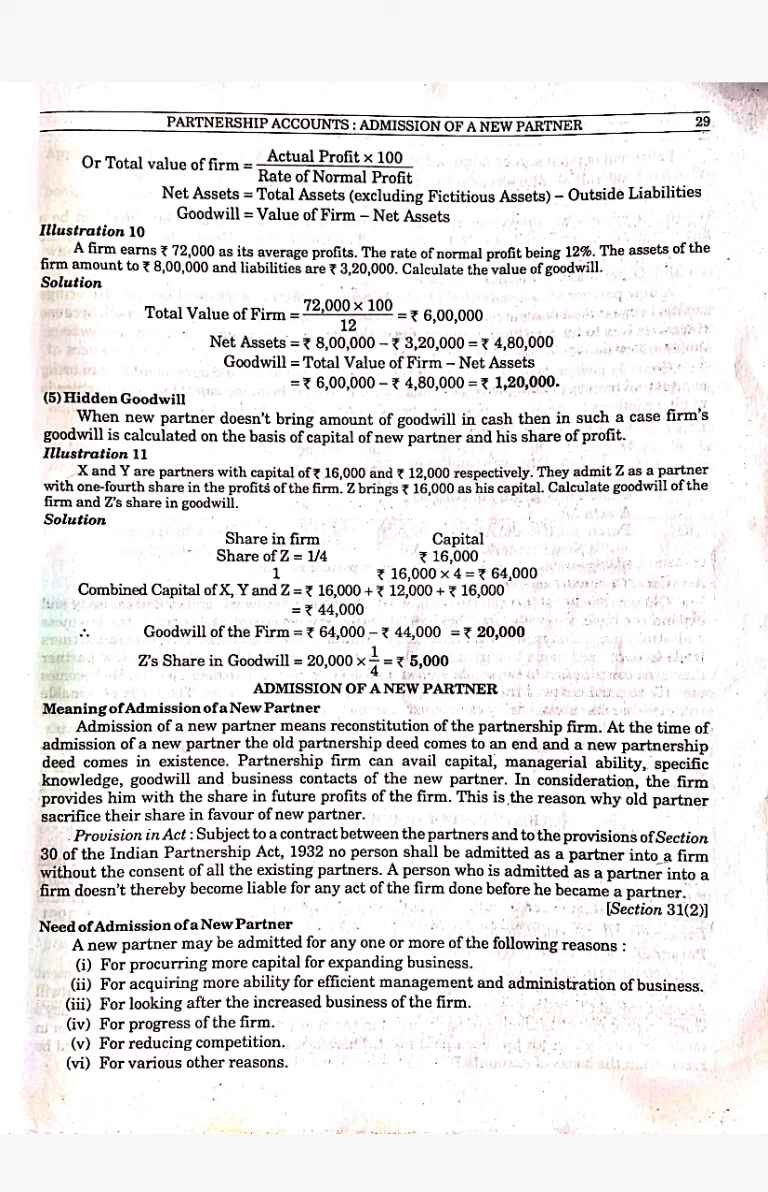 PARTNERSHIP ACCOUNTS : ADMISSION OF A NEW PARTNER 29
Or Total value of firm = Actual Profit × 100 / Rate of Normal Profit
Net Assets = Total Assets (excluding Fictitious Assets) – Outside Liabilities
Goodwill = Value of Firm – Net Assets
Illustration 10
A firm earns ₹ 72,000 as its average profits. The rate of normal profit being 12%. The assets of the
firm amount to ₹ 8,00,000 and liabilities are ₹ 3,20,000. Calculate the value of goodwill.
Solution
Total Value of Firm = 72,000 × 100 / 12 = ₹ 6,00,000
Net Assets = ₹ 8,00,000 – ₹ 3,20,000 = ₹ 4,80,000
Goodwill = Total Value of Firm – Net Assets
= ₹ 6,00,000 – ₹ 4,80,000 = ₹ 1,20,000.
(5) Hidden Goodwill
When new partner doesn't bring amount of goodwill in cash then in such a case firm's
goodwill is calculated on the basis of capital of new partner and his share of profit.
Illustration 11
X and Y are partners with capital of ₹ 16,000 and ₹ 12,000 respectively. They admit Z as a partner
with one-fourth share in the profits of the firm. Z brings ₹ 16,000 as his capital. Calculate goodwill of the
firm and Z's share in goodwill.
Solution
Share in firm Capital
Share of Z = 1/4 ₹ 16,000
1 ₹ 16,000 × 4 = ₹ 64,000
Combined Capital of X, Y and Z = ₹ 16,000 + ₹ 12,000 + ₹ 16,000
= ₹ 44,000
∴ Goodwill of the Firm = ₹ 64,000 – ₹ 44,000 = ₹ 20,000
Z's Share in Goodwill = 20,000 × 1/4 = ₹ 5,000
ADMISSION OF A NEW PARTNER
Meaning of Admission of a New Partner
Admission of a new partner means reconstitution of the partnership firm. At the time of
admission of a new partner the old partnership deed comes to an end and a new partnership
deed comes in existence. Partnership firm can avail capital, managerial ability, specific
knowledge, goodwill and business contacts of the new partner. In consideration, the firm
provides him with the share in future profits of the firm. This is the reason why old partner
sacrifice their share in favour of new partner.
Provision in Act : Subject to a contract between the partners and to the provisions of Section
30 of the Indian Partnership Act, 1932 no person shall be admitted as a partner into a firm
without the consent of all the existing partners. A person who is admitted as a partner into a
firm doesn't thereby become liable for any act of the firm done before he became a partner.
[Section 31(2)]
Need of Admission of a New Partner
A new partner may be admitted for any one or more of the following reasons :
(i) For procurring more capital for expanding business.
(ii) For acquiring more ability for efficient management and administration of business.
(iii) For looking after the increased business of the firm.
(iv) For progress of the firm.
(v) For reducing competition.
(vi) For various other reasons.